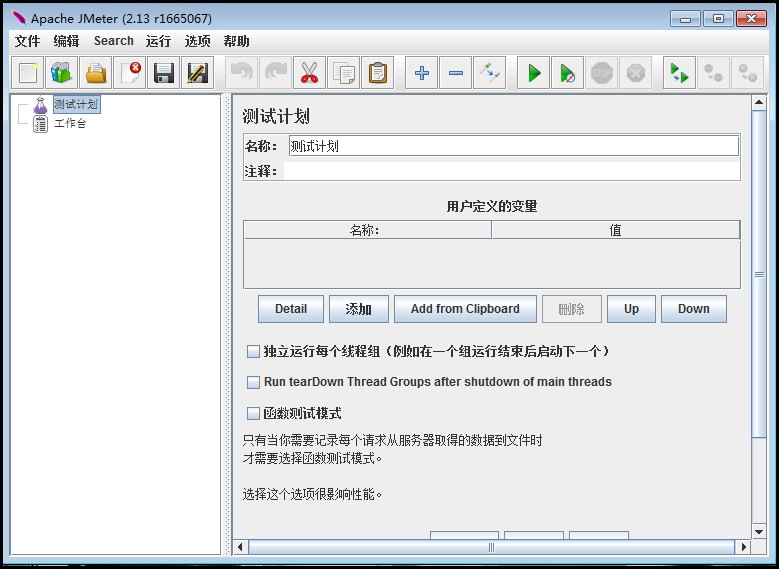 Apache JMeter (2.13 r1665067)
文件 编辑 Search 运行 选项 帮助
STOP
测试计划
工作台
测试计划
名称： 测试计划
注释：
用户定义的变量
名称： 值
Detail 添加 Add from Clipboard 删除 Up Down
独立运行每个线程组（例如在一个组运行结束后启动下一个）
Run tearDown Thread Groups after shutdown of main threads
函数测试模式
只有当你需要记录每个请求从服务器取得的数据到文件时
才需要选择函数测试模式。
选择这个选项很影响性能。